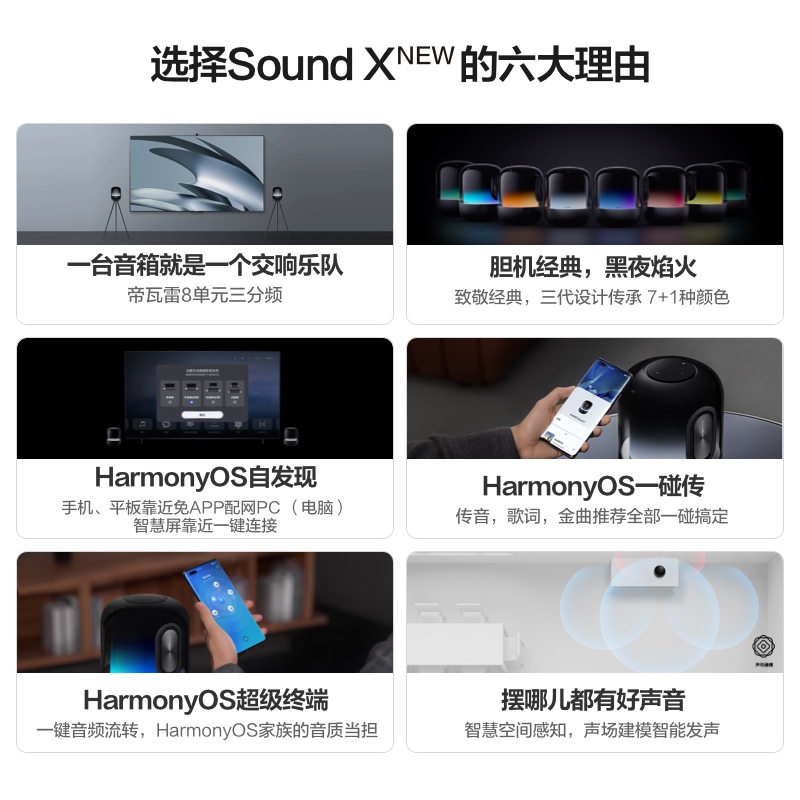 选择Sound X NEW 的六大理由
一台音箱就是一个交响乐队
帝瓦雷8单元三分频
胆机经典，黑夜焰火
致敬经典，三代设计传承 7+1种颜色
HarmonyOS自发现
手机、平板靠近免APP配网PC（电脑）
智慧屏靠近一键连接
HarmonyOS一碰传
传音，歌词，金曲推荐全部一碰搞定
HarmonyOS超级终端
一键音频流转，HarmonyOS家族的音质当担
声场建模
摆哪儿都有好声音
智慧空间感知，声场建模智能发声